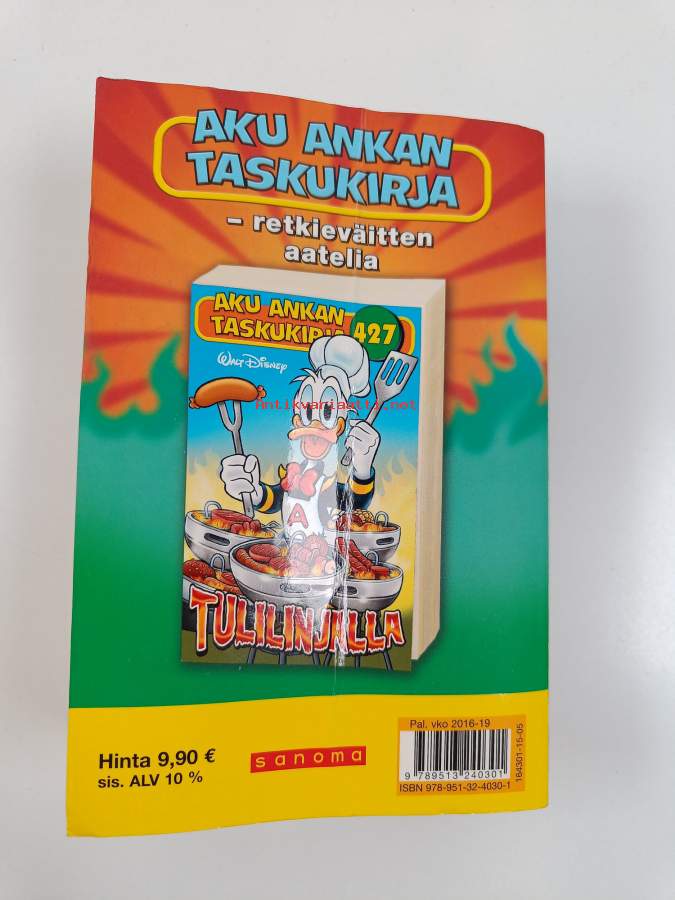 AKU ANKAN
TASKUKIRJA
– retkieväitten
aatelia
AKU ANKAN
TASKUKIRJA 427
WALT DISNEY
Antikvariaatti.net
A
TULILINJALLA
Hinta 9,90 €
sis. ALV 10 %
sanoma
Pal. vko 2016-19
9 789513 240301
ISBN 978-951-32-4030-1
164301-15-05